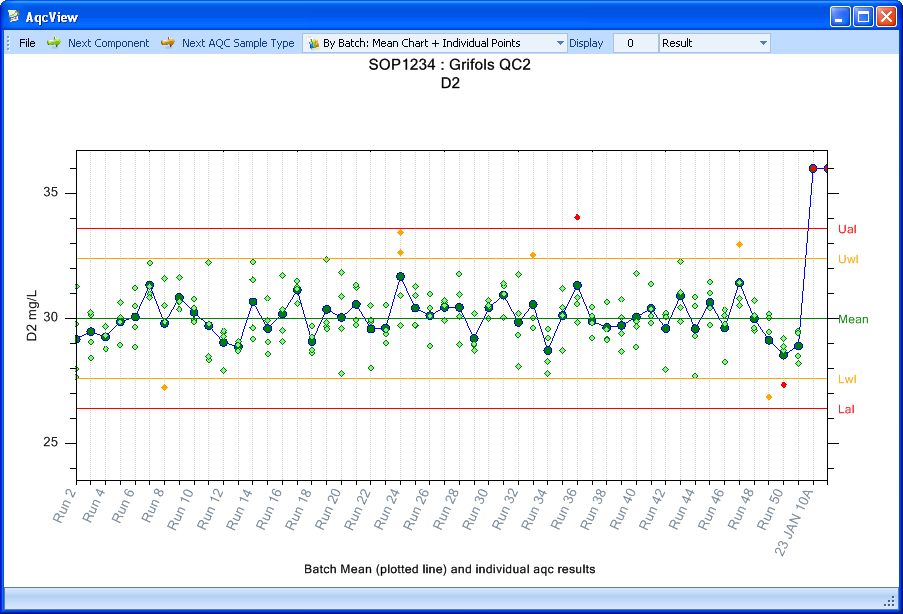 AqcView
File Next Component Next AQC Sample Type By Batch: Mean Chart + Individual Points Display 0 Result
SOP1234 : Grifols QC2
D2
35
30
25
D2 mg/L
Ual
Uwl
Mean
Lwl
Lal
Run 2 Run 4 Run 6 Run 8 Run 10 Run 12 Run 14 Run 16 Run 18 Run 20 Run 22 Run 24 Run 26 Run 28 Run 30 Run 32 Run 34 Run 36 Run 38 Run 40 Run 42 Run 44 Run 46 Run 48 Run 50 23 JAN 10A
Batch Mean (plotted line) and individual aqc results